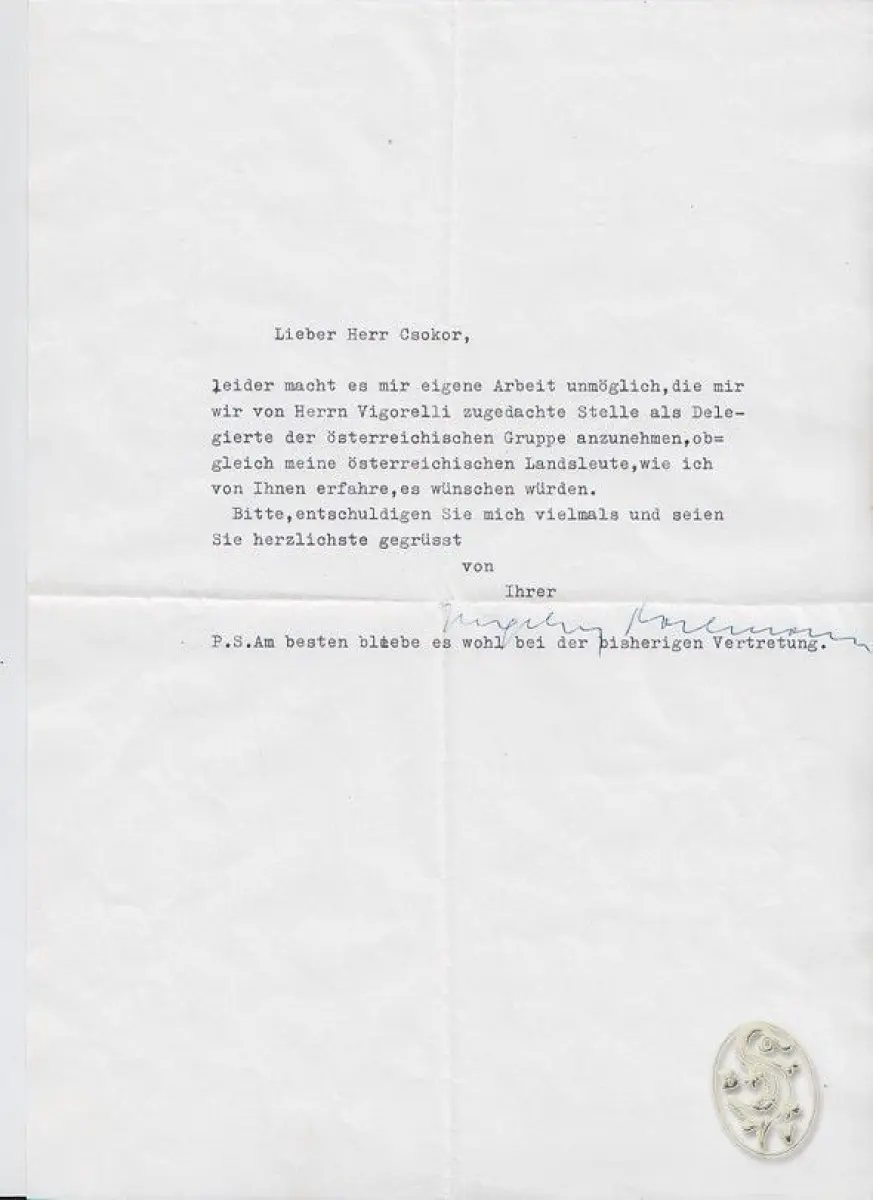 Lieber Herr Csokor,
leider macht es mir eigene Arbeit unmöglich,die mir
wir von Herrn Vigorelli zugedachte Stelle als Dele-
gierte der österreichischen Gruppe anzunehmen,ob=
gleich meine österreichischen Landsleute,wie ich
von Ihnen erfahre,es wünschen würden.
Bitte,entschuldigen Sie mich vielmals und seien
Sie herzlichste gegrüsst
von
Ihrer
P.S.Am besten bliebe es wohl bei der bisherigen Vertretung.